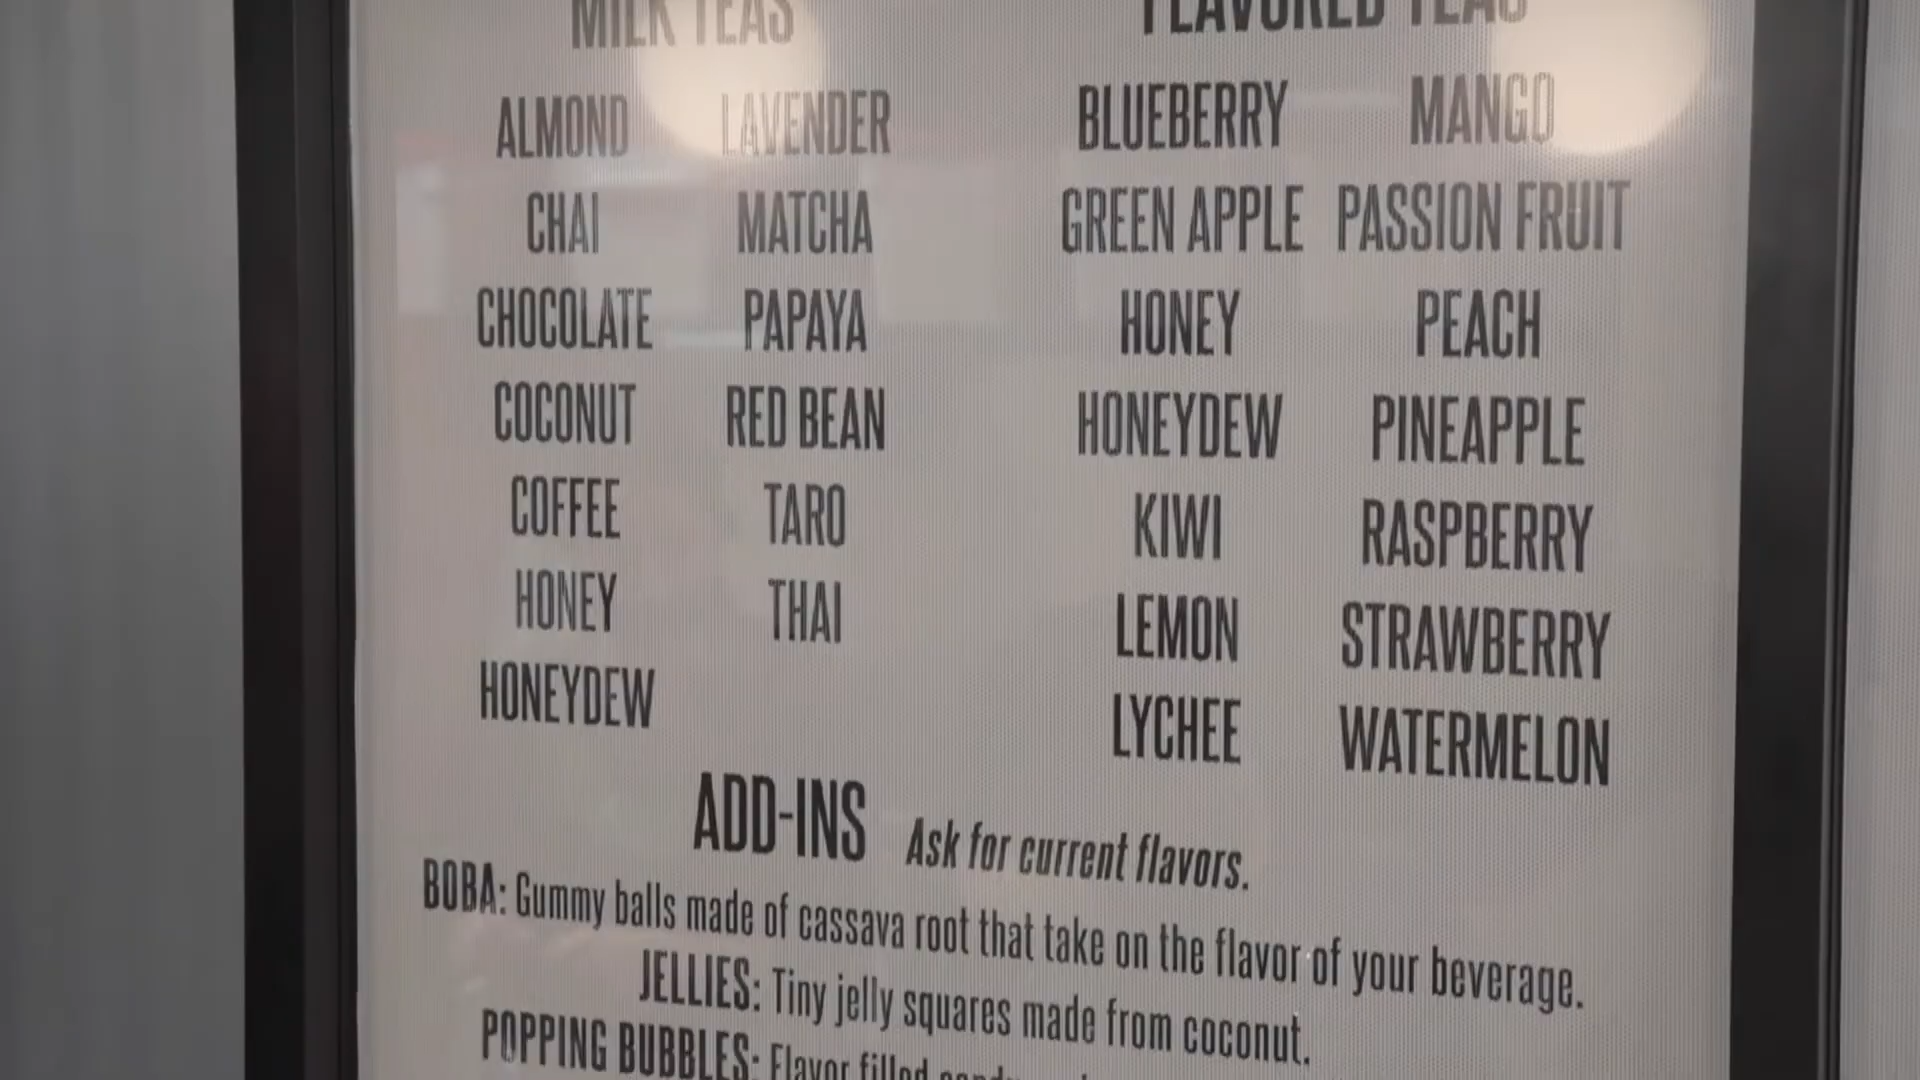 MILK TEAS
ALMOND LAVENDER
CHAI MATCHA
CHOCOLATE PAPAYA
COCONUT RED BEAN
COFFEE TARO
HONEY THAI
HONEYDEW
FLAVORED TEAS
BLUEBERRY MANGO
GREEN APPLE PASSION FRUIT
HONEY PEACH
HONEYDEW PINEAPPLE
KIWI RASPBERRY
LEMON STRAWBERRY
LYCHEE WATERMELON
ADD-INS Ask for current flavors.
BOBA: Gummy balls made of cassava root that take on the flavor of your beverage.
JELLIES: Tiny jelly squares made from coconut.
POPPING BUBBLES: Flavor filled